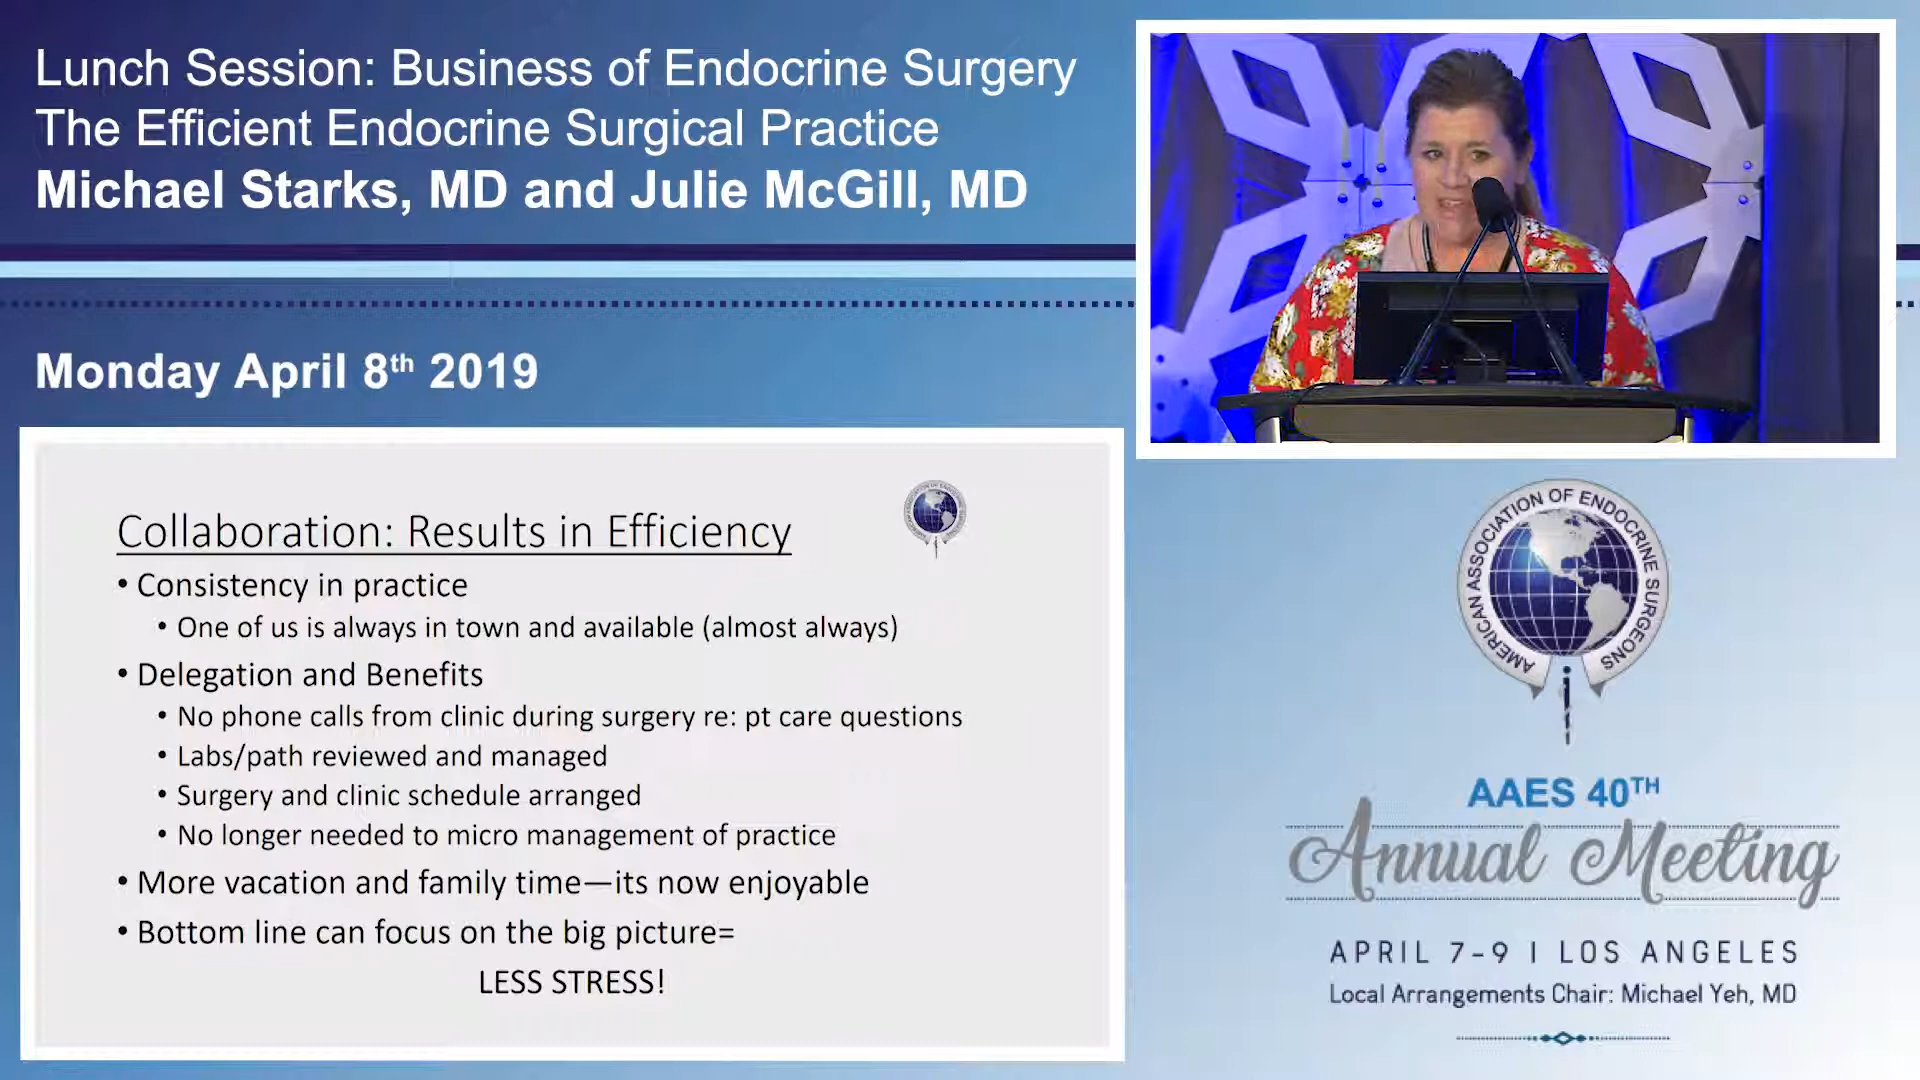 Lunch Session: Business of Endocrine Surgery
The Efficient Endocrine Surgical Practice
Michael Starks, MD and Julie McGill, MD
Monday April 8th 2019
Collaboration: Results in Efficiency
• Consistency in practice
• One of us is always in town and available (almost always)
• Delegation and Benefits
• No phone calls from clinic during surgery re: pt care questions
• Labs/path reviewed and managed
• Surgery and clinic schedule arranged
• No longer needed to micro management of practice
• More vacation and family time—its now enjoyable
• Bottom line can focus on the big picture=
LESS STRESS!
AMERICAN ASSOCIATION OF ENDOCRINE SURGEONS
AAES 40TH
Annual Meeting
APRIL 7-9 | LOS ANGELES
Local Arrangements Chair: Michael Yeh, MD